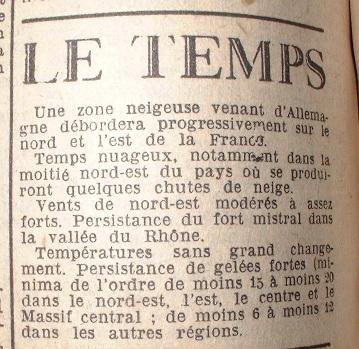 LE TEMPS
Une zone neigeuse venant d'Allema-
gne débordera progressivement sur le
nord et l'est de la France.
Temps nuageux, notamment dans la
moitié nord-est du pays où se produi-
ront quelques chutes de neige.
Vents de nord-est modérés à assez
forts. Persistance du fort mistral dans
la vallée du Rhône.
Températures sans grand change-
ment. Persistance de gelées fortes (mi-
nima de l'ordre de moins 15 à moins 20
dans le nord-est, l'est, le centre et le
Massif central ; de moins 6 à moins 12
dans les autres régions.